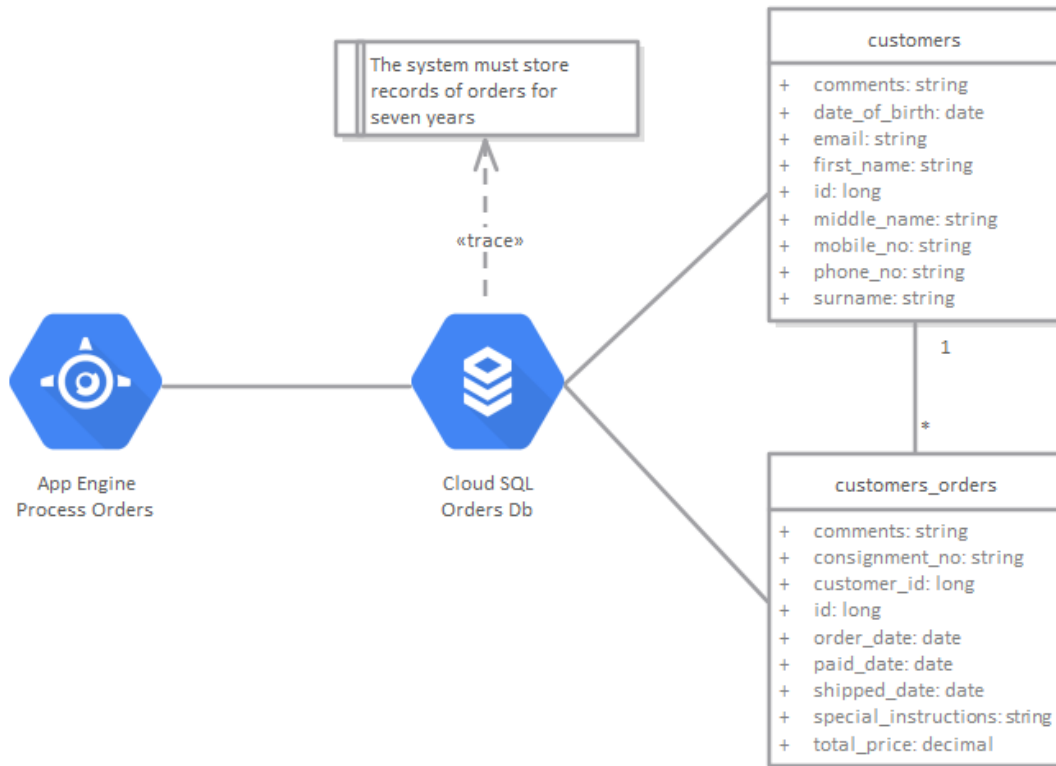 The system must store
records of orders for
seven years
«trace»
App Engine
Process Orders
Cloud SQL
Orders Db
customers
+ comments: string
+ date_of_birth: date
+ email: string
+ first_name: string
+ id: long
+ middle_name: string
+ mobile_no: string
+ phone_no: string
+ surname: string
1
*
customers_orders
+ comments: string
+ consignment_no: string
+ customer_id: long
+ id: long
+ order_date: date
+ paid_date: date
+ shipped_date: date
+ special_instructions: string
+ total_price: decimal